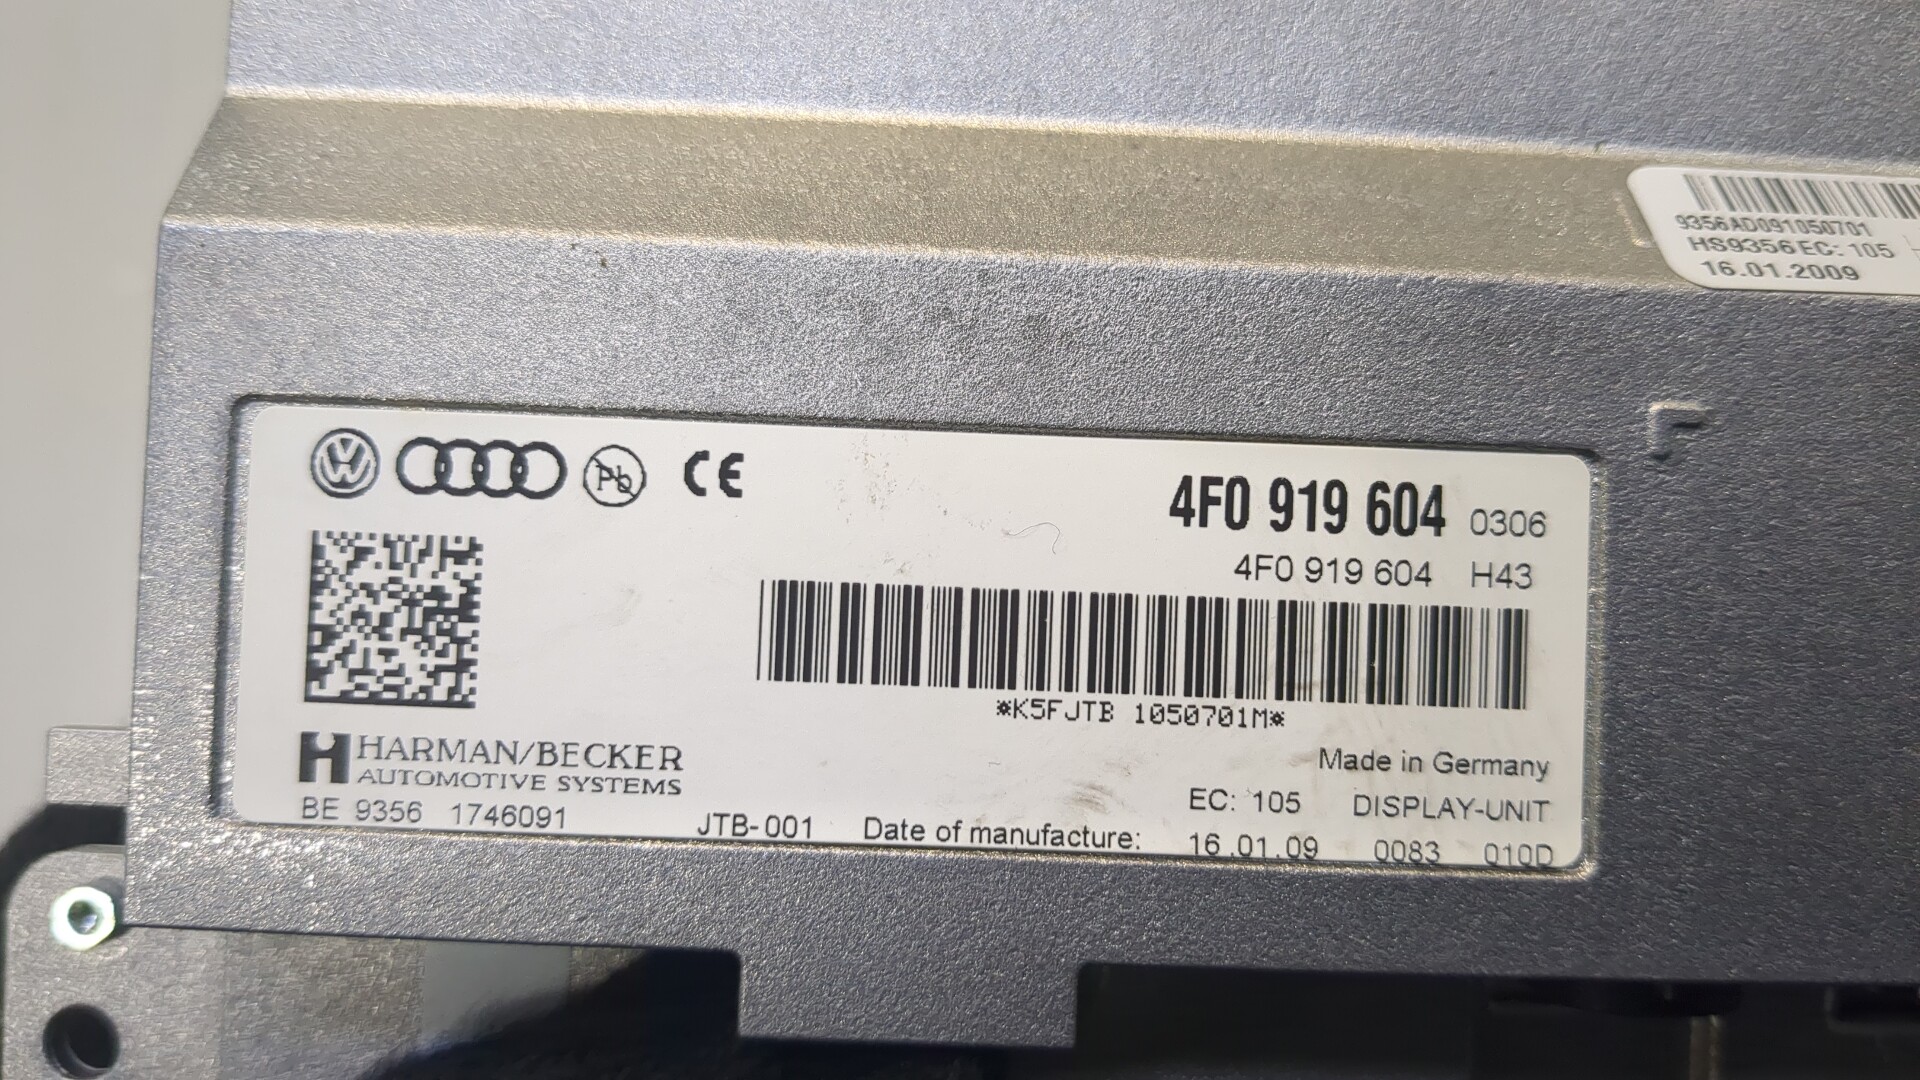 9356AD091050701
HS9356 EC: 105
16.01.2009
Pb CE
4F0 919 604 0306
4F0 919 604 H43
*K5FJTB 1050701M*
HARMAN/BECKER
AUTOMOTIVE SYSTEMS
Made in Germany
BE 9356 1746091
EC: 105 DISPLAY-UNIT
JTB-001 Date of manufacture: 16.01.09 0083 010D